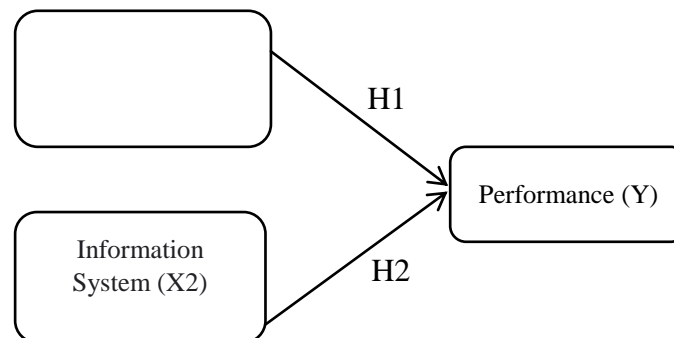 H1
Performance (Y)
Information
System (X2)
H2